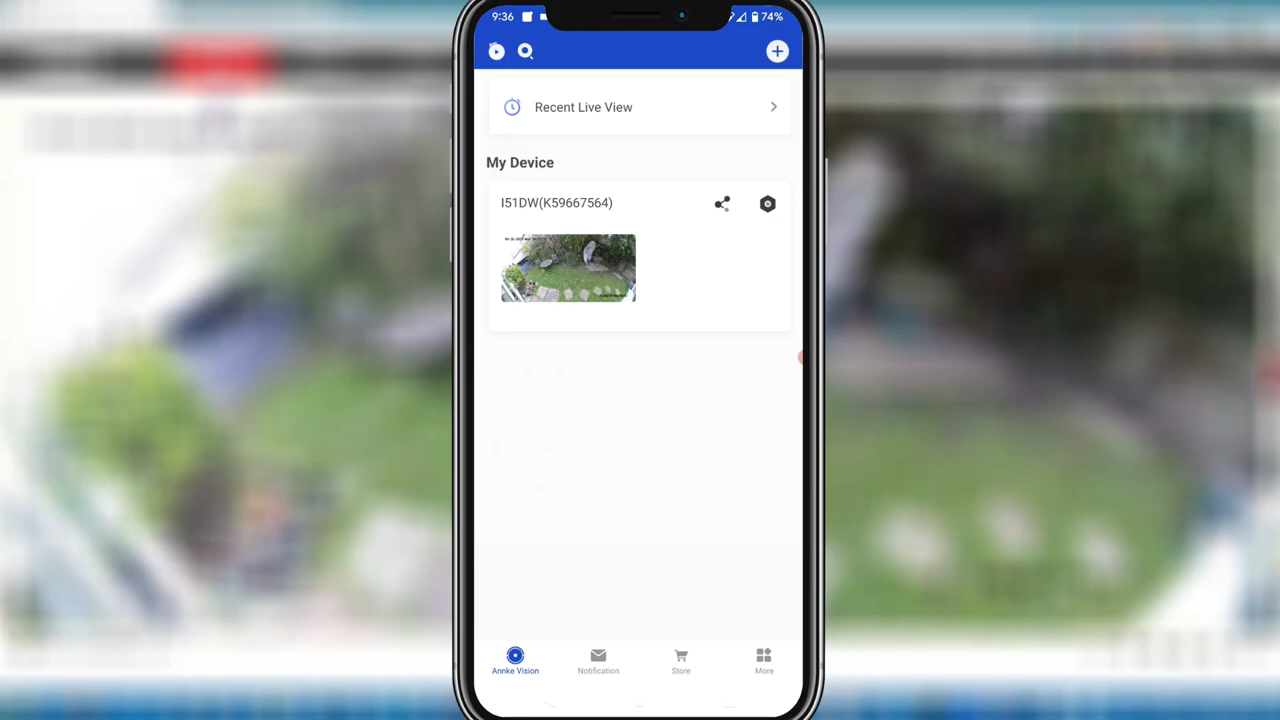 9:36
74%
Recent Live View
My Device
I51DW(K59667564)
Annke Vision
Notification
Store
More